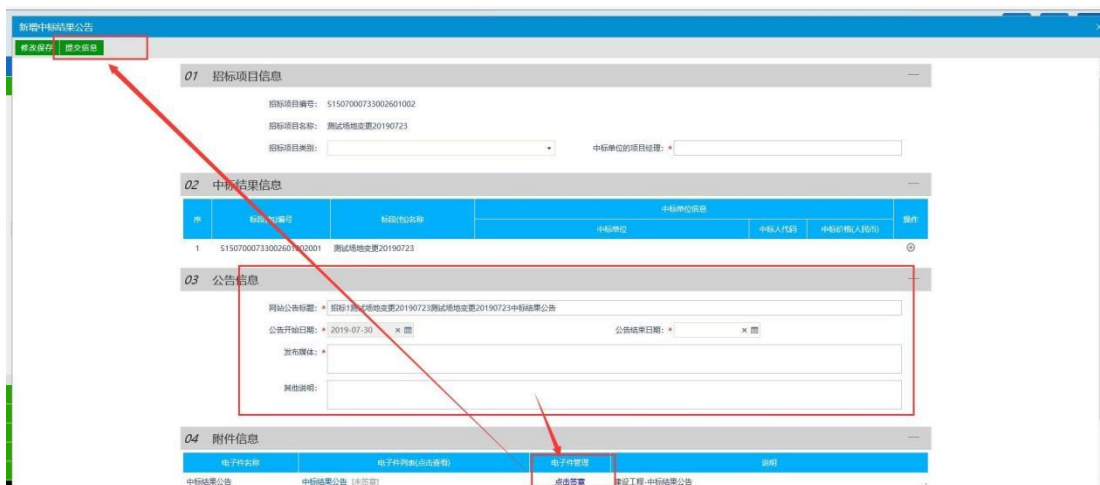 新增中标结果公告
修改保存 提交信息
01 招标项目信息
招标项目编号： S1507000733002601002
招标项目名称： 测试场地变更20190723
招标项目类别： 中标单位的项目经理：*
02 中标结果信息
序 标段(包)编号 标段(包)名称 中标单位信息 操作
中标单位 中标人代码 中标价格(人民币)
1 S1507000733002601002001 测试场地变更20190723
03 公告信息
网站公告标题：* 招标1测试场地变更20190723测试场地变更20190723中标结果公告
公告开始日期：* 2019-07-30 公告结束日期：*
发布媒体：*
其他说明：
04 附件信息
电子件名称 电子件列表(点击查看) 电子件管理 说明
中标结果公告 中标结果公告 [未签章] 点击签章 建设工程-中标结果公告